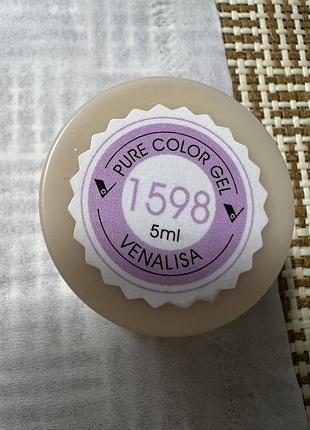 PURE COLOR GEL
1598
5ml
VENALISA